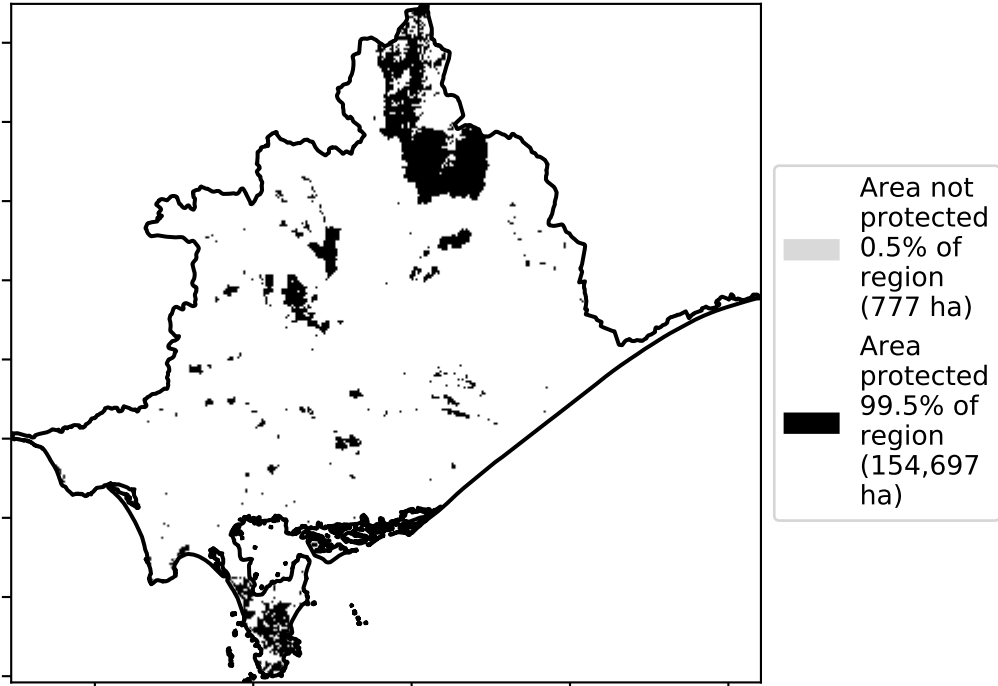 Area not
protected
0.5% of
region
(777 ha)
Area
protected
99.5% of
region
(154,697
ha)